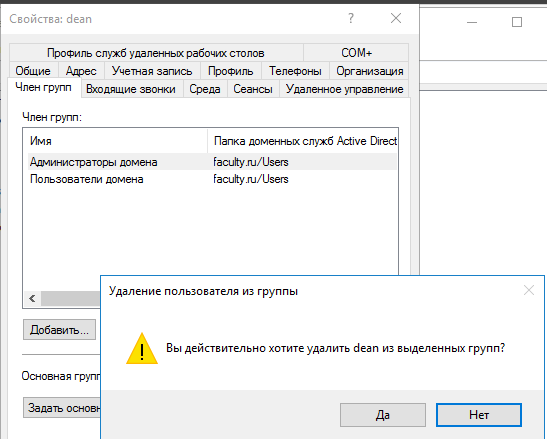 Свойства: dean
Профиль служб удаленных рабочих столов COM+
Общие Адрес Учетная запись Профиль Телефоны Организация
Член групп Входящие звонки Среда Сеансы Удаленное управление
Член групп:
Имя Папка доменных служб Active Direct
Администраторы домена faculty.ru/Users
Пользователи домена faculty.ru/Users
Удаление пользователя из группы
Добавить...
Вы действительно хотите удалить dean из выделенных групп?
Основная групп
Задать основн
Да Нет